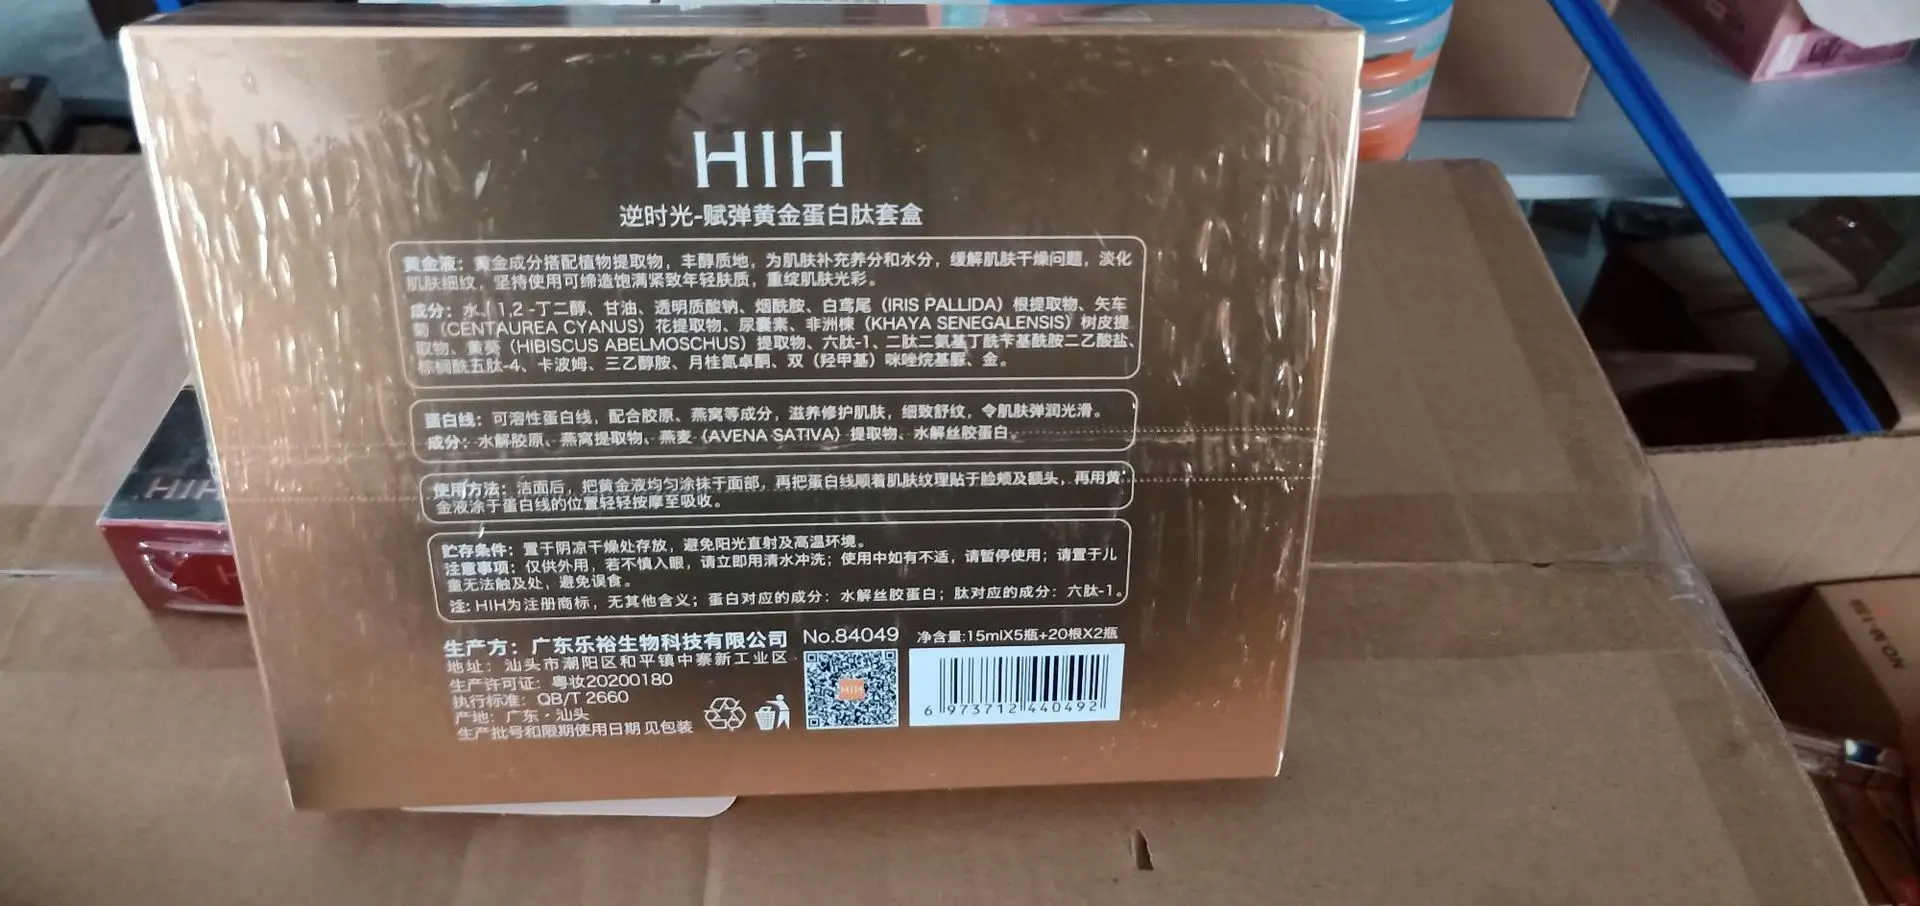 HIH
逆时光-赋弹黄金蛋白肽套盒
黄金液：黄金成分搭配植物提取物，丰醇质地，为肌肤补充养分和水分，缓解肌肤干燥问题，淡化
肌肤细纹，坚持使用可缔造饱满紧致年轻肤质，重绽肌肤光彩。
成分：水、1,2-丁二醇、甘油、透明质酸钠、烟酰胺、白鸢尾（IRIS PALLIDA）根提取物、矢车
菊（CENTAUREA CYANUS）花提取物、尿囊素、非洲楝（KHAYA SENEGALENSIS）树皮提
取物、黄葵（HIBISCUS ABELMOSCHUS）提取物、六肽-1、二肽二氨基丁酰苄基酰胺二乙酸盐、
棕榈酰五肽-4、卡波姆、三乙醇胺、月桂氮卓酮、双（羟甲基）咪唑烷基脲、金。
蛋白线：可溶性蛋白线，配合胶原、燕窝等成分，滋养修护肌肤，细致舒纹，令肌肤弹润光滑。
成分：水解胶原、燕窝提取物、燕麦（AVENA SATIVA）提取物、水解丝胶蛋白。
使用方法：洁面后，把黄金液均匀涂抹于面部，再把蛋白线顺着肌肤纹理贴于脸颊及额头，再用黄
金液涂于蛋白线的位置轻轻按摩至吸收。
贮存条件：置于阴凉干燥处存放，避免阳光直射及高温环境。
注意事项：仅供外用，若不慎入眼，请立即用清水冲洗；使用中如有不适，请暂停使用；请置于儿
童无法触及处，避免误食。
注: HIH为注册商标，无其他含义；蛋白对应的成分：水解丝胶蛋白；肽对应的成分：六肽-1。
生产方：广东乐裕生物科技有限公司
地址：汕头市潮阳区和平镇中寨新工业区
生产许可证：粤妆20200180
执行标准：QB/T 2660
产地：广东·汕头
生产批号和限期使用日期 见包装
No.84049
净含量:15mlX5瓶+20根X2瓶
HIH
6 973712 440492
HIH
NO M-159